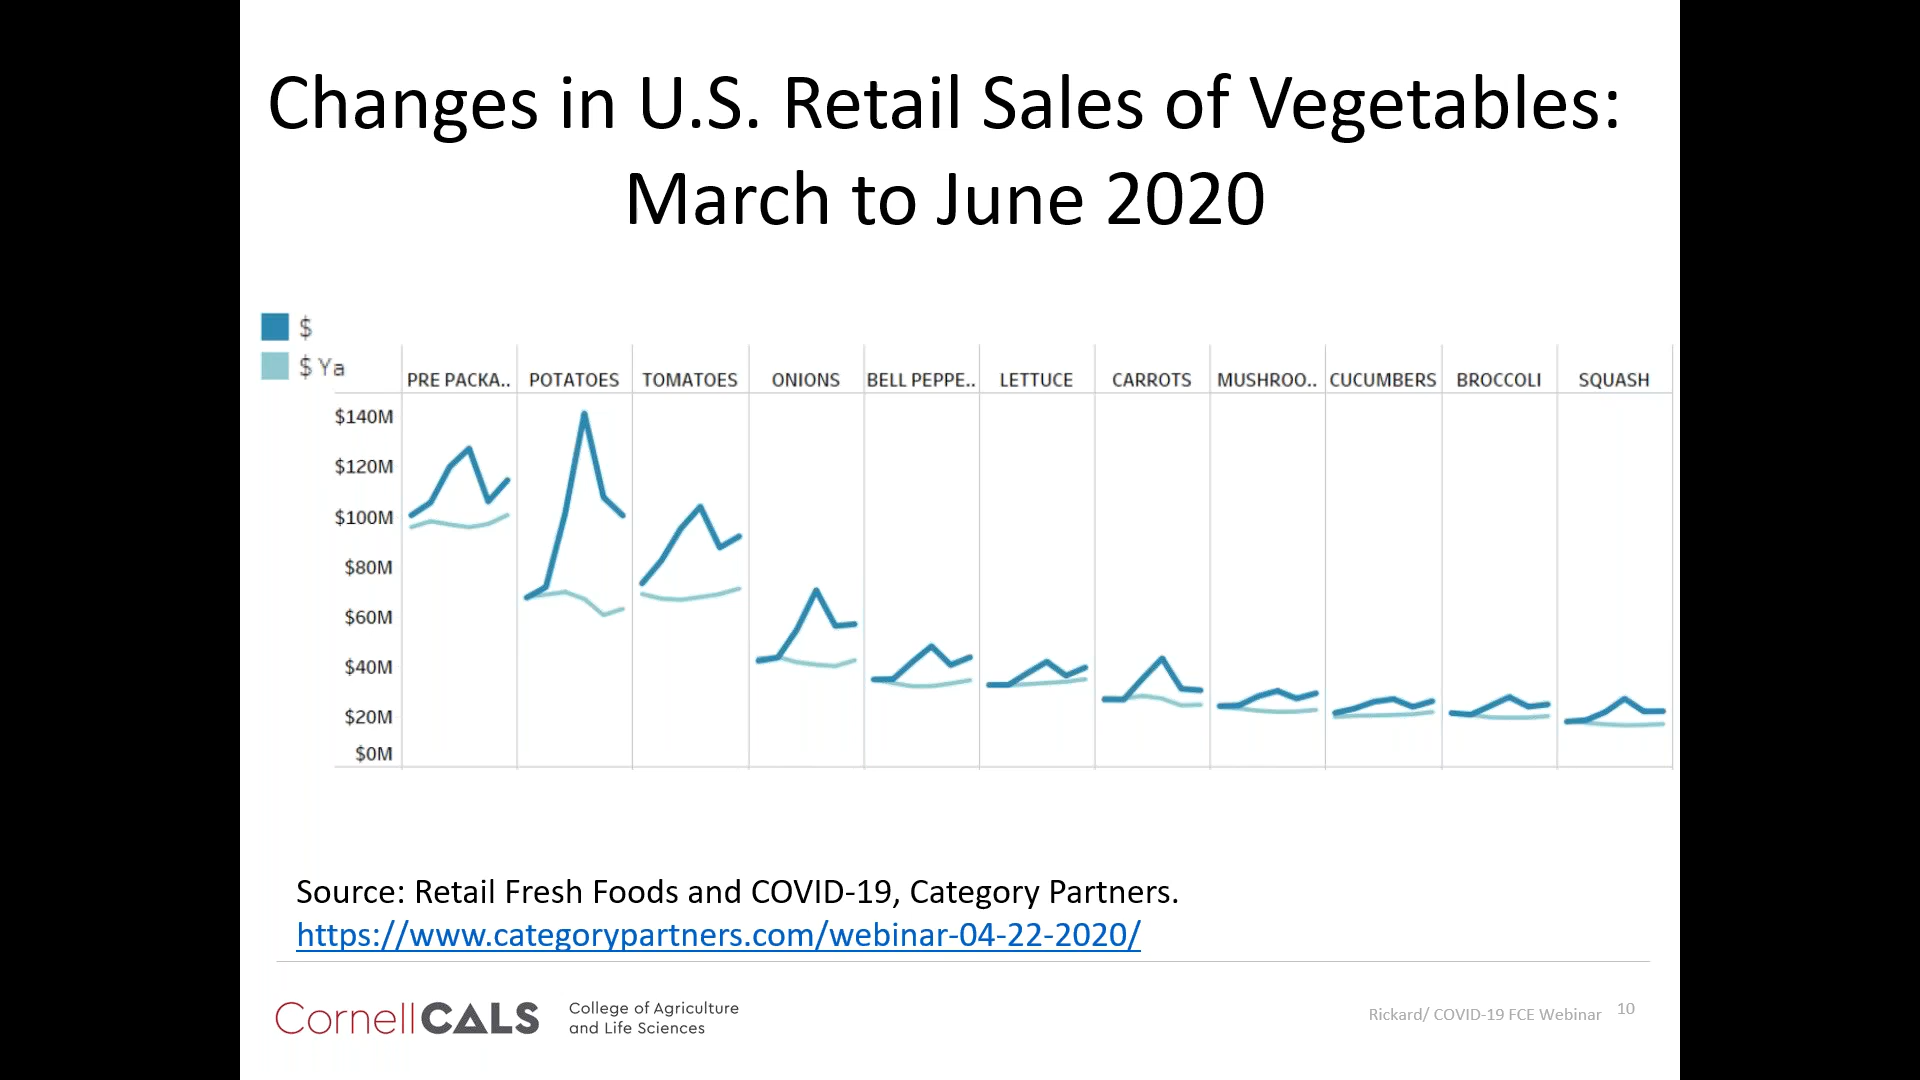 Changes in U.S. Retail Sales of Vegetables:
March to June 2020
$
$ Ya
PRE PACKA.. POTATOES TOMATOES ONIONS BELL PEPPE.. LETTUCE CARROTS MUSHROO.. CUCUMBERS BROCCOLI SQUASH
$140M
$120M
$100M
$80M
$60M
$40M
$20M
$0M
Source: Retail Fresh Foods and COVID-19, Category Partners.
https://www.categorypartners.com/webinar-04-22-2020/
CornellCALS
College of Agriculture
and Life Sciences
Rickard/ COVID-19 FCE Webinar 10